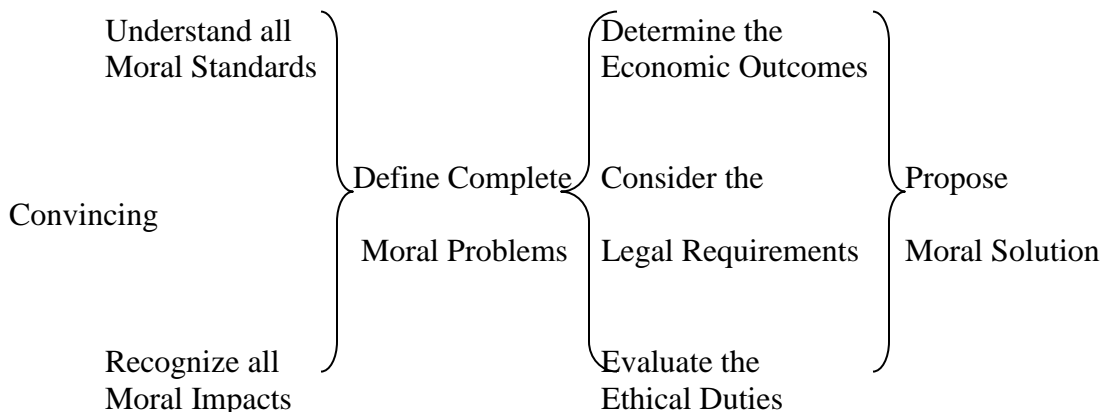 Understand all
Moral Standards
Determine the
Economic Outcomes
Define Complete
Consider the
Propose
Convincing
Moral Problems
Legal Requirements
Moral Solution
Recognize all
Moral Impacts
Evaluate the
Ethical Duties